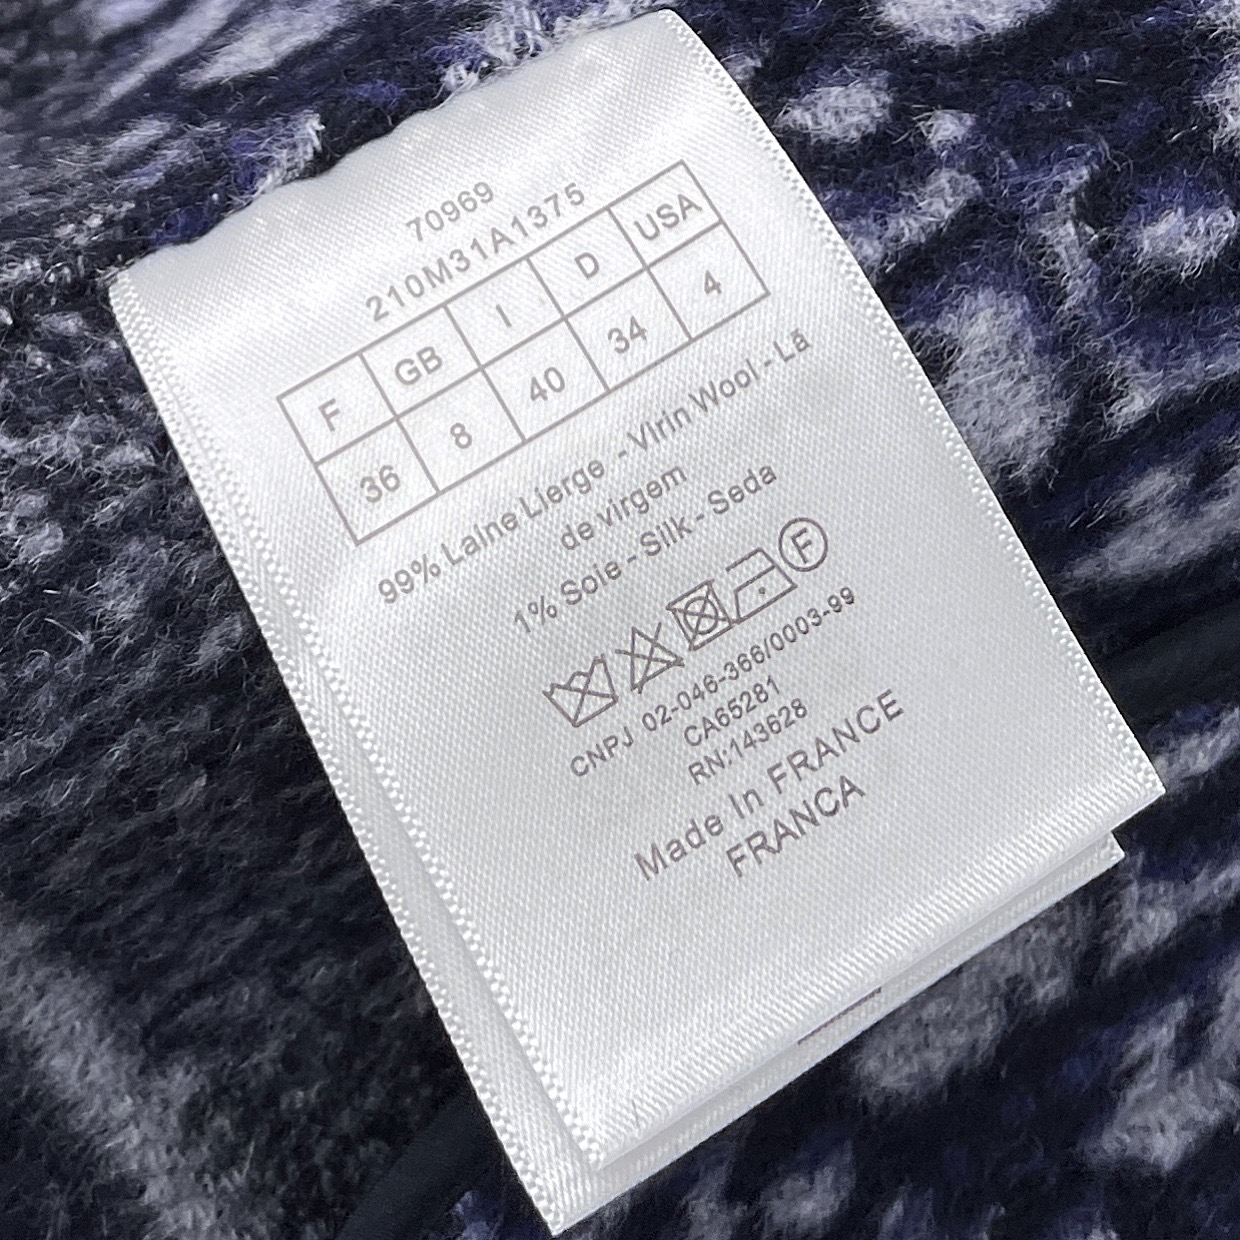 70969
210M31A1375
F GB I D USA
36 8 40 34 4
99% Laine Lierge - Virin Wool - Lã
de virgem
1% Soie - Silk - Seda
F
CNPJ 02-046-366/0003-99
CA65281
RN:143628
Made In FRANCE
FRANCA